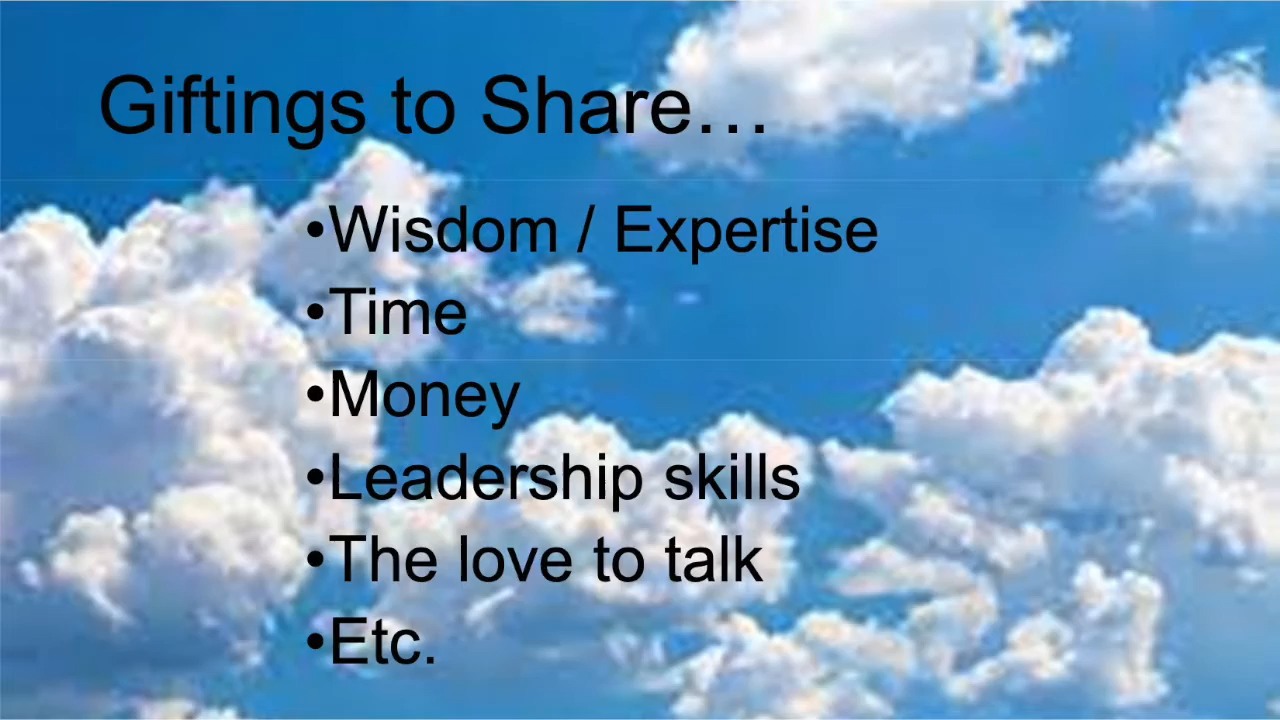 Giftings to Share…
•Wisdom / Expertise
•Time
•Money
•Leadership skills
•The love to talk
•Etc.